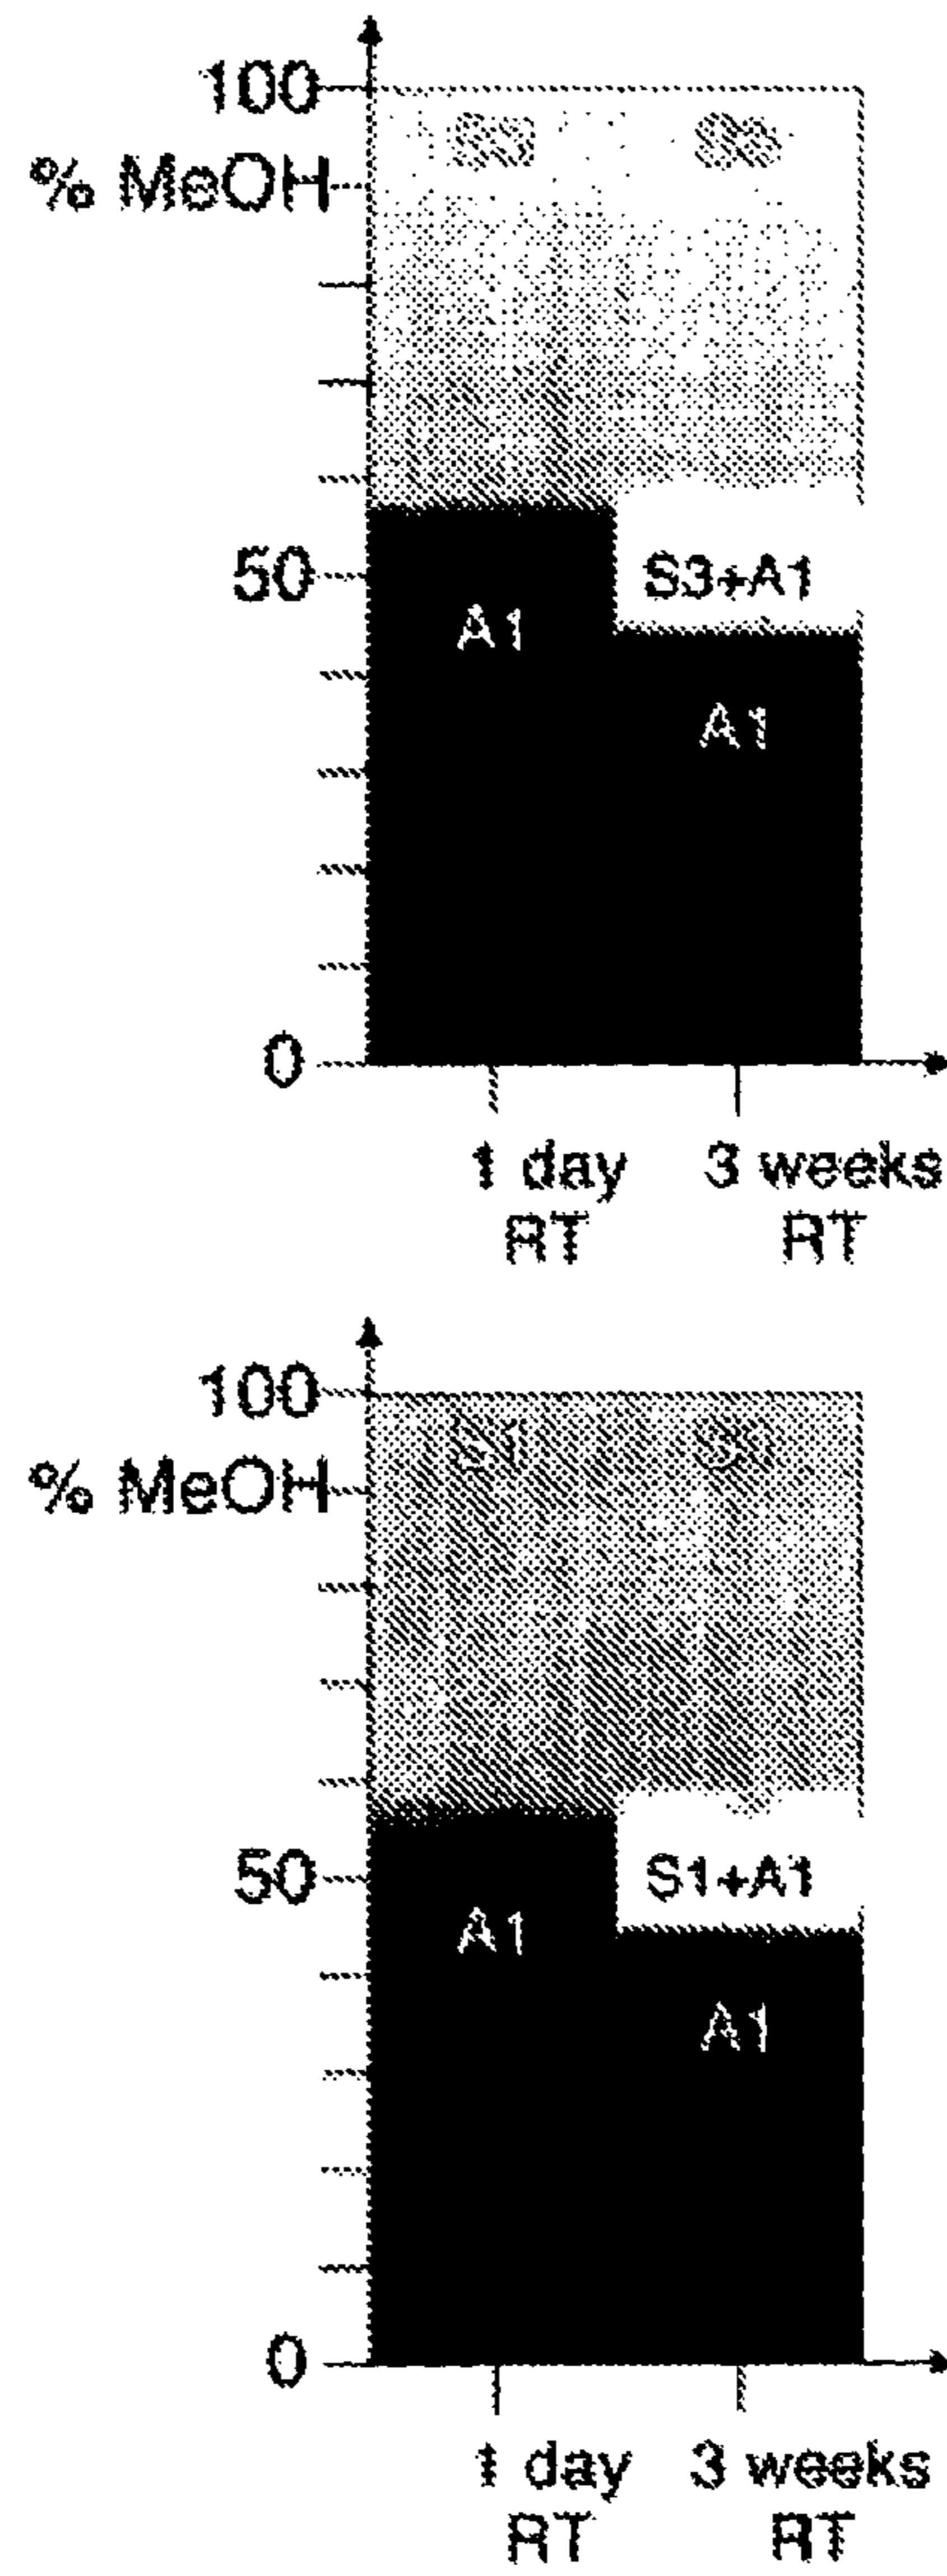 100
% MeOH
S3+A1
50
A1
A1
0
1 day 3 weeks
RT RT
100
% MeOH
S1+A1
50
A1
A1
0
1 day 3 weeks
RT RT